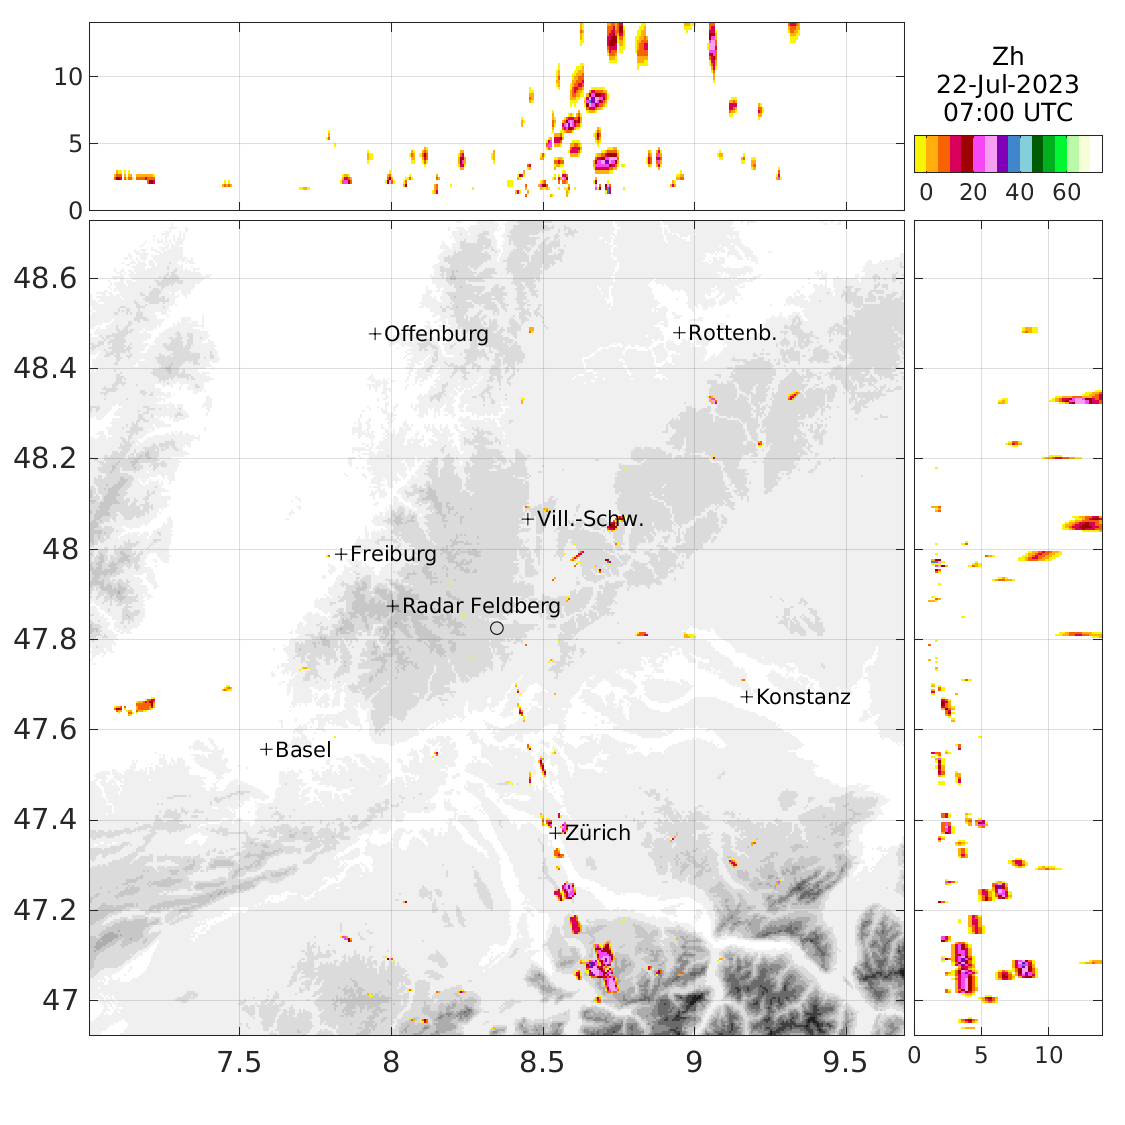 10
5
0
Zh
22-Jul-2023
07:00 UTC
0 20 40 60
48.6
48.4
48.2
48
47.8
47.6
47.4
47.2
47
+Offenburg
+Rottenb.
+Vill.-Schw.
+Freiburg
+Radar Feldberg
+Konstanz
+Basel
+Zürich
7.5 8 8.5 9 9.5
0 5 10